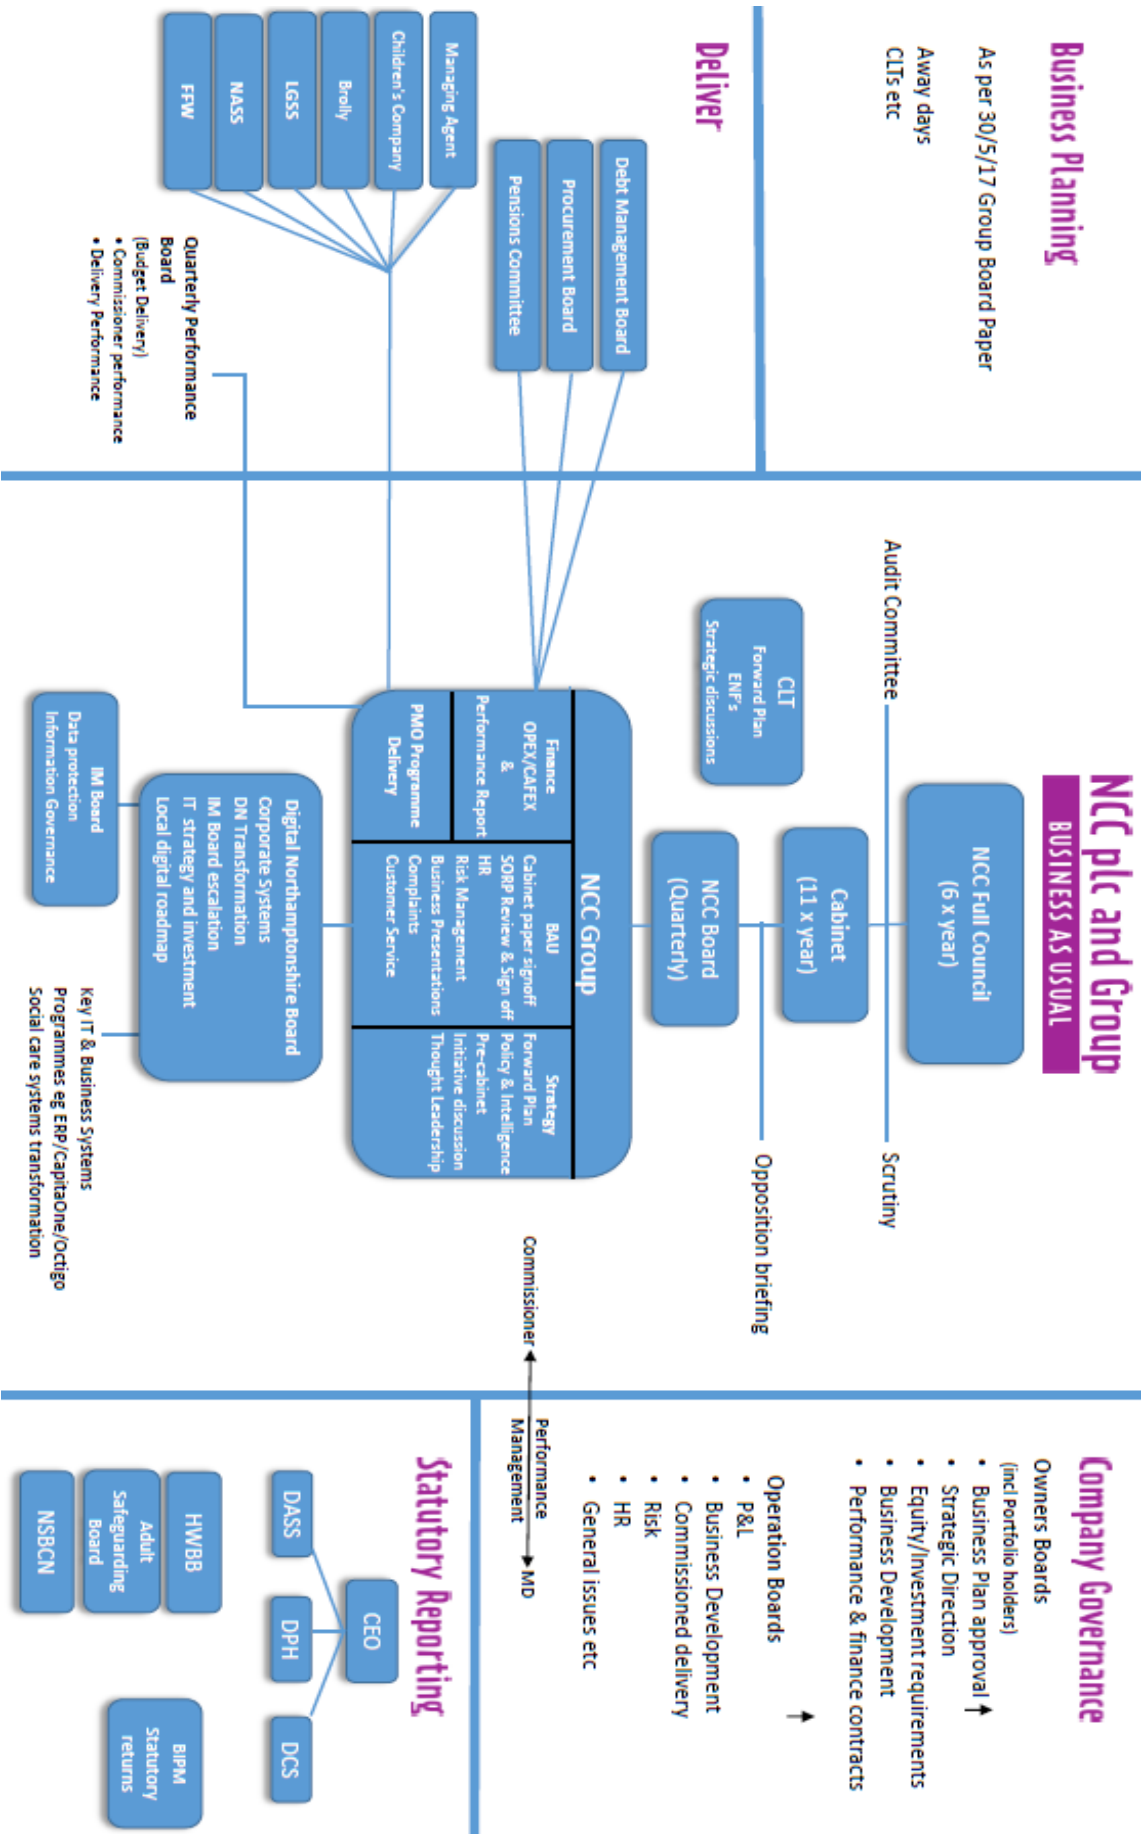 Business Planning
As per 30/5/17 Group Board Paper
Away days
CLTs etc
Deliver
Debt Management Board
Procurement Board
Pensions Committee
Managing Agent
Children's Company
Brolly
LGSS
NASS
FFW
Quarterly Performance
Board
(Budget Delivery)
• Commissioner performance
• Delivery Performance
NCC plc and Group
BUSINESS AS USUAL
NCC Full Council
(6 x year)
Audit Committee
Scrutiny
Cabinet
(11 x year)
CLT
Forward Plan
ENF's
Strategic discussions
Opposition briefing
NCC Board
(Quarterly)
NCC Group
Finance
OPEX/CAFEX
&
Performance Report
PMO Programme
Delivery
BAU
Cabinet paper signoff
SORP Review & Sign off
HR
Risk Management
Business Presentations
Complaints
Customer Service
Strategy
Forward Plan
Policy & Intelligence
Pre-cabinet
Initiative discussion
Thought Leadership
Digital Northamptonshire Board
Corporate Systems
DN Transformation
IM Board escalation
IT strategy and investment
Local digital roadmap
IM Board
Data protection
Information Governance
Key IT & Business Systems
Programmes eg ERP/CapitaOne/Octigo
Social care systems transformation
Company Governance
Owners Boards
(incl Portfolio holders)
• Business Plan approval
• Strategic Direction
• Equity/Investment requirements
• Business Development
• Performance & finance contracts
Operation Boards
• P&L
• Business Development
• Commissioned delivery
• Risk
• HR
• General issues etc
Commissioner
Performance
Management
MD
Statutory Reporting
CEO
DASS
DPH
DCS
HWBB
Adult
Safeguarding
Board
NSBCN
BIPM
Statutory
returns